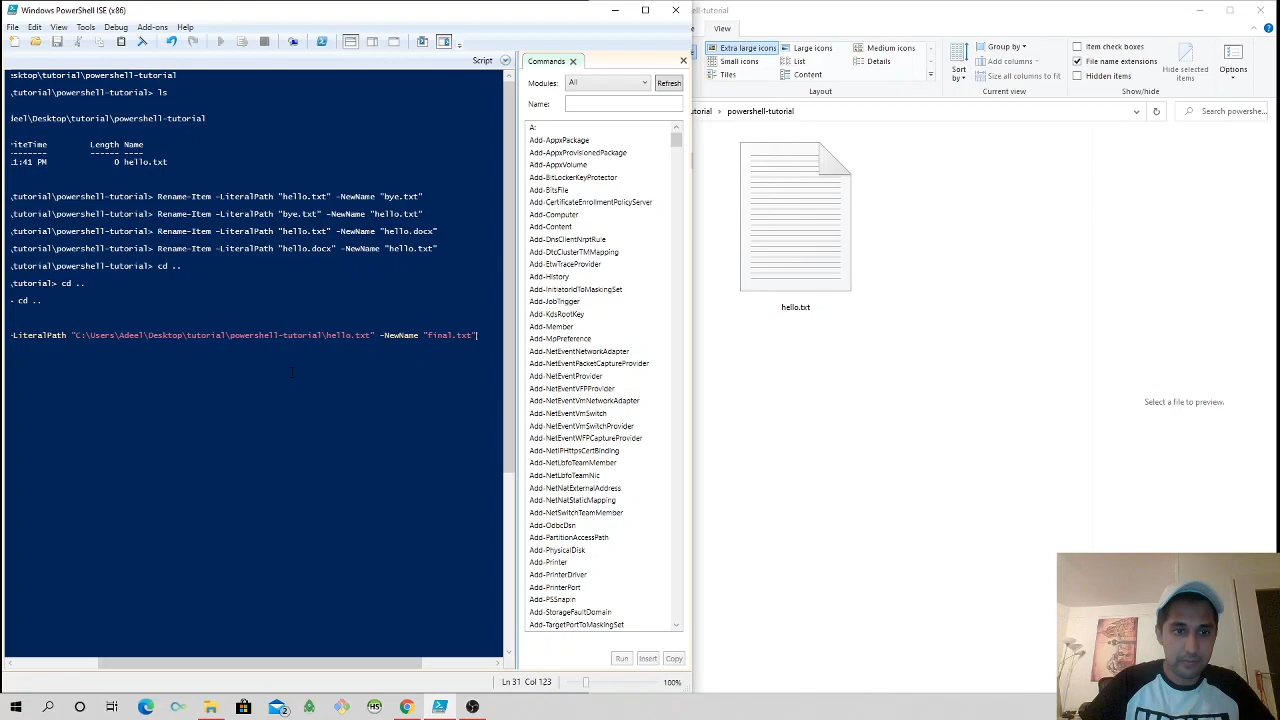 Windows PowerShell ISE (x86)
File Edit View Tools Debug Add-ons Help
Script
sktop\tutorial\powershell-tutorial
\tutorial\powershell-tutorial> ls
deel\Desktop\tutorial\powershell-tutorial
iteTime Length Name
------- ------ ----
1:41 PM 0 hello.txt
\tutorial\powershell-tutorial> Rename-Item -LiteralPath "hello.txt" -NewName "bye.txt"
\tutorial\powershell-tutorial> Rename-Item -LiteralPath "bye.txt" -NewName "hello.txt"
\tutorial\powershell-tutorial> Rename-Item -LiteralPath "hello.txt" -NewName "hello.docx"
\tutorial\powershell-tutorial> Rename-Item -LiteralPath "hello.docx" -NewName "hello.txt"
\tutorial\powershell-tutorial> cd ..
\tutorial> cd ..
cd ..
-LiteralPath "C:\Users\Adeel\Desktop\tutorial\powershell-tutorial\hello.txt" -NewName "final.txt"
Ln 31 Col 123
100%
Commands
Modules: All Refresh
Name:
A:
Add-AppxPackage
Add-AppxProvisionedPackage
Add-AppxVolume
Add-BitLockerKeyProtector
Add-BitsFile
Add-CertificateEnrollmentPolicyServer
Add-Computer
Add-Content
Add-DnsClientNrptRule
Add-DtcClusterTMMapping
Add-EtwTraceProvider
Add-History
Add-InitiatorIdToMaskingSet
Add-JobTrigger
Add-KdsRootKey
Add-Member
Add-MpPreference
Add-NetEventNetworkAdapter
Add-NetEventPacketCaptureProvider
Add-NetEventProvider
Add-NetEventVFPProvider
Add-NetEventVmNetworkAdapter
Add-NetEventVmSwitch
Add-NetEventVmSwitchProvider
Add-NetEventWFPCaptureProvider
Add-NetIPHttpsCertBinding
Add-NetLbfoTeamMember
Add-NetLbfoTeamNic
Add-NetNatExternalAddress
Add-NetNatStaticMapping
Add-NetSwitchTeamMember
Add-OdbcDsn
Add-PartitionAccessPath
Add-PhysicalDisk
Add-Printer
Add-PrinterDriver
Add-PrinterPort
Add-PSSnapin
Add-StorageFaultDomain
Add-TargetPortToMaskingSet
Run Insert Copy
ell-tutorial
View
Extra large icons Large icons Medium icons
Small icons List Details
Tiles Content
Layout
Sort by
Group by
Add columns
Size all columns to fit
Current view
Item check boxes
File name extensions
Hidden items
Hide selected items
Show/hide
Options
torial > powershell-tutorial
Search powershe...
hello.txt
Select a file to preview.
2
HS